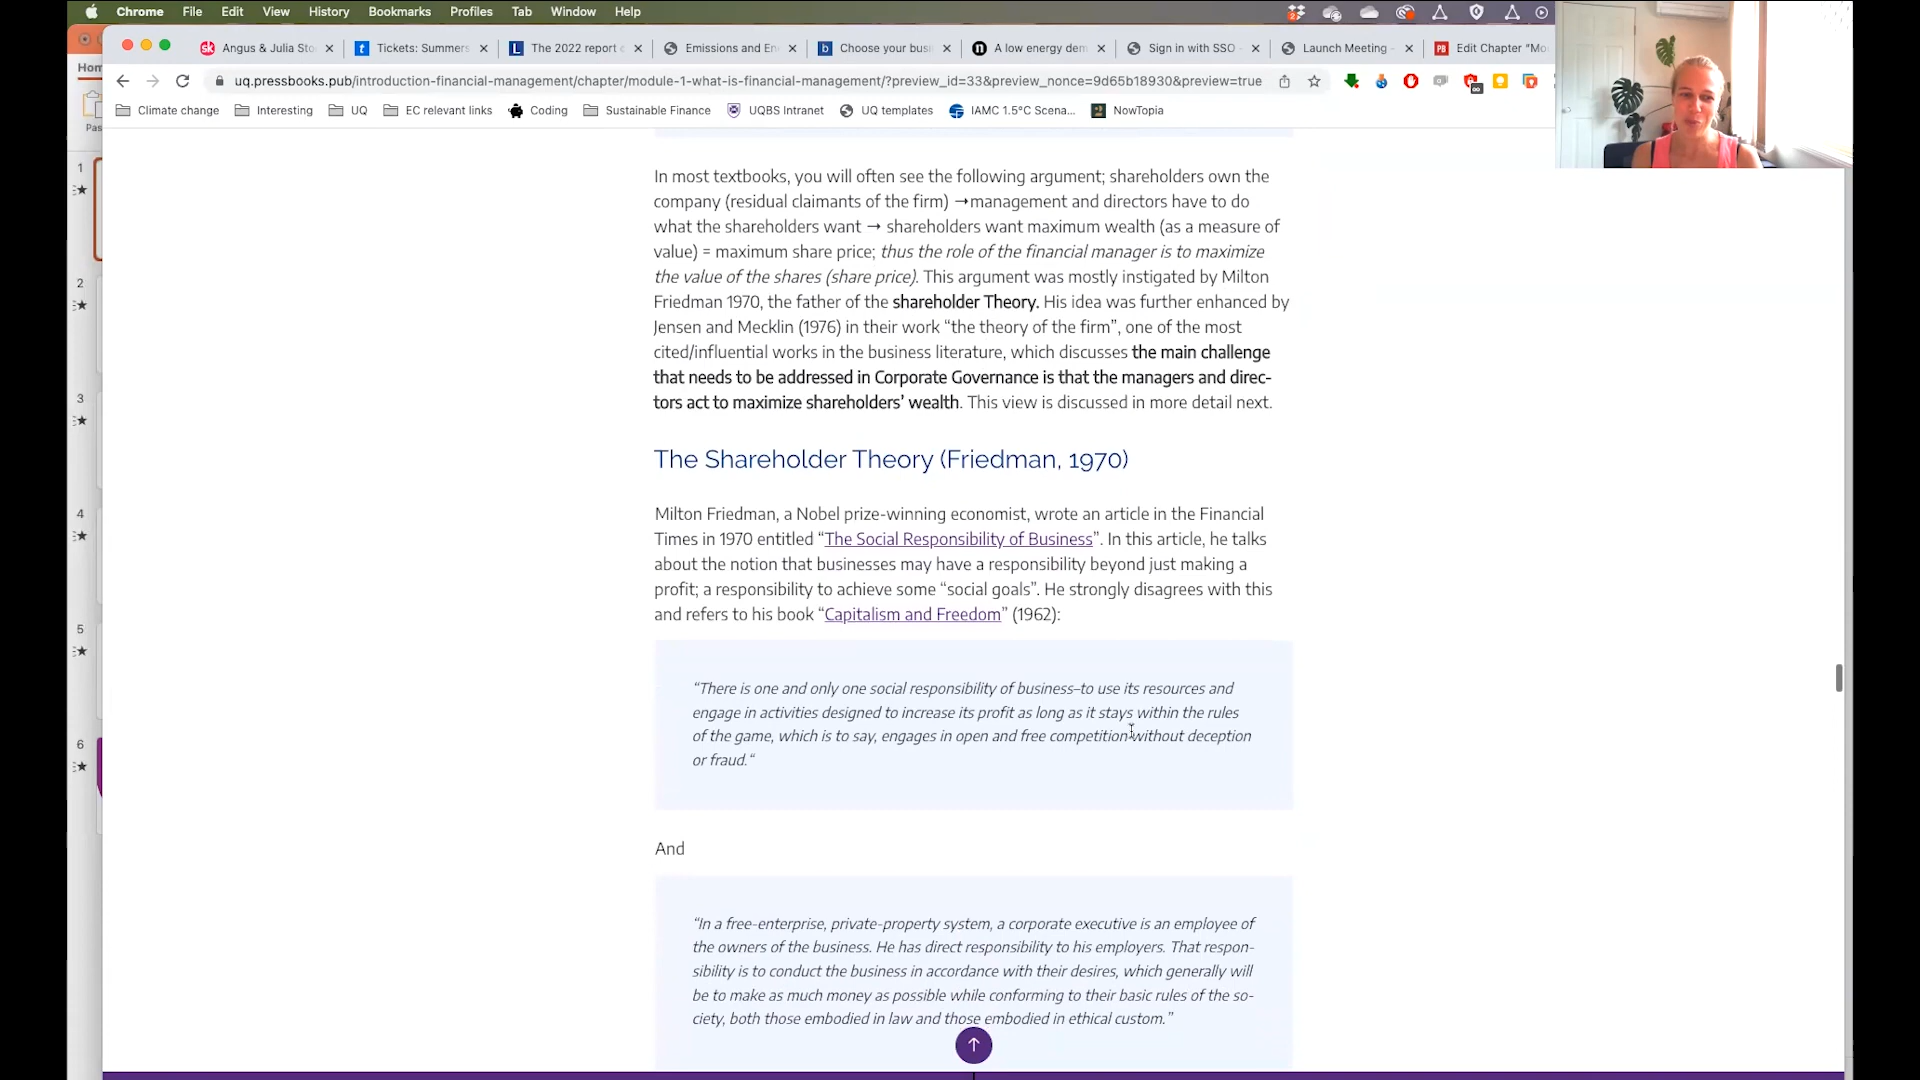 Chrome File Edit View History Bookmarks Profiles Tab Window Help
Angus & Julia Sto
Tickets: Summers
The 2022 report o
Emissions and En
Choose your busi
A low energy dem
Sign in with SSO
Launch Meeting
Edit Chapter "Mo
uq.pressbooks.pub/introduction-financial-management/chapter/module-1-what-is-financial-management/?preview_id=33&preview_nonce=9d65b18930&preview=true
Climate change Interesting UQ EC relevant links Coding Sustainable Finance UQBS Intranet UQ templates IAMC 1.5°C Scena... NowTopia
Hom
Pas
1
2
3
4
5
6
In most textbooks, you will often see the following argument; shareholders own the
company (residual claimants of the firm) →management and directors have to do
what the shareholders want → shareholders want maximum wealth (as a measure of
value) = maximum share price; thus the role of the financial manager is to maximize
the value of the shares (share price). This argument was mostly instigated by Milton
Friedman 1970, the father of the shareholder Theory. His idea was further enhanced by
Jensen and Mecklin (1976) in their work “the theory of the firm”, one of the most
cited/influential works in the business literature, which discusses the main challenge
that needs to be addressed in Corporate Governance is that the managers and direc-
tors act to maximize shareholders’ wealth. This view is discussed in more detail next.
The Shareholder Theory (Friedman, 1970)
Milton Friedman, a Nobel prize-winning economist, wrote an article in the Financial
Times in 1970 entitled “The Social Responsibility of Business”. In this article, he talks
about the notion that businesses may have a responsibility beyond just making a
profit; a responsibility to achieve some “social goals”. He strongly disagrees with this
and refers to his book “Capitalism and Freedom” (1962):
“There is one and only one social responsibility of business–to use its resources and
engage in activities designed to increase its profit as long as it stays within the rules
of the game, which is to say, engages in open and free competition without deception
or fraud.“
And
“In a free-enterprise, private-property system, a corporate executive is an employee of
the owners of the business. He has direct responsibility to his employers. That respon-
sibility is to conduct the business in accordance with their desires, which generally will
be to make as much money as possible while conforming to their basic rules of the so-
ciety, both those embodied in law and those embodied in ethical custom.”